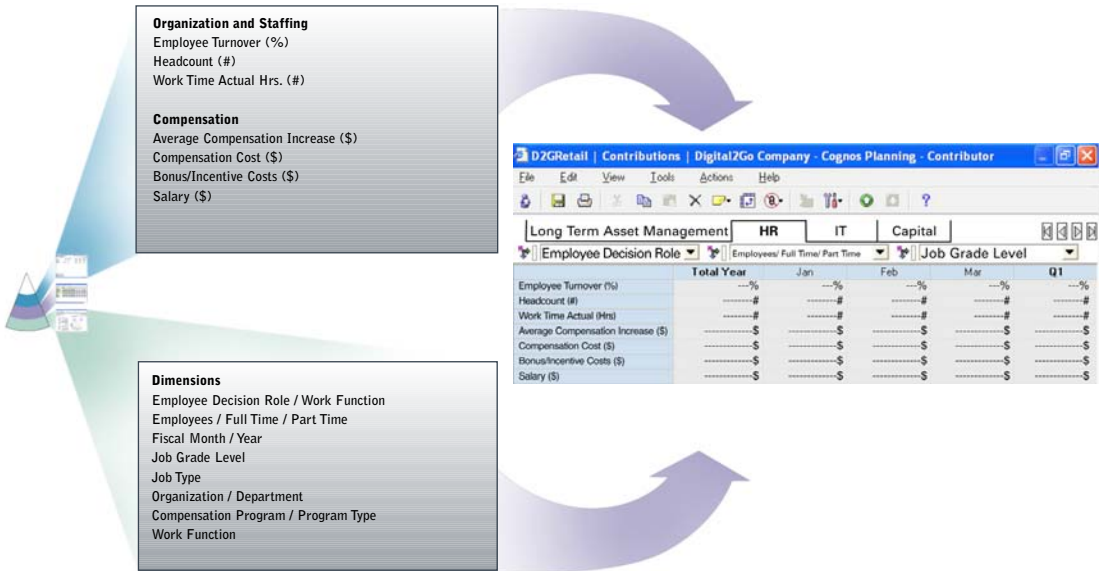 Organization and Staffing
Employee Turnover (%)
Headcount (#)
Work Time Actual Hrs. (#)
Compensation
Average Compensation Increase ($)
Compensation Cost ($)
Bonus/Incentive Costs ($)
Salary ($)
D2GRetail | Contributions | Digital2Go Company - Cognos Planning - Contributor
File Edit View Tools Actions Help
Long Term Asset Management HR IT Capital
Employee Decision Role Employees/ Full Time/ Part Time Job Grade Level
Total Year Jan Feb Mar Q1
Employee Turnover (%) ---% ---% ---% ---% ---%
Headcount (#) --------# --------# --------# --------# --------#
Work Time Actual (Hrs) --------# --------# --------# --------# --------#
Average Compensation Increase ($) ------------$ ------------$ ------------$ ------------$ ------------$
Compensation Cost ($) ------------$ ------------$ ------------$ ------------$ ------------$
Bonus/Incentive Costs ($) ------------$ ------------$ ------------$ ------------$ ------------$
Salary ($) ------------$ ------------$ ------------$ ------------$ ------------$
Dimensions
Employee Decision Role / Work Function
Employees / Full Time / Part Time
Fiscal Month / Year
Job Grade Level
Job Type
Organization / Department
Compensation Program / Program Type
Work Function